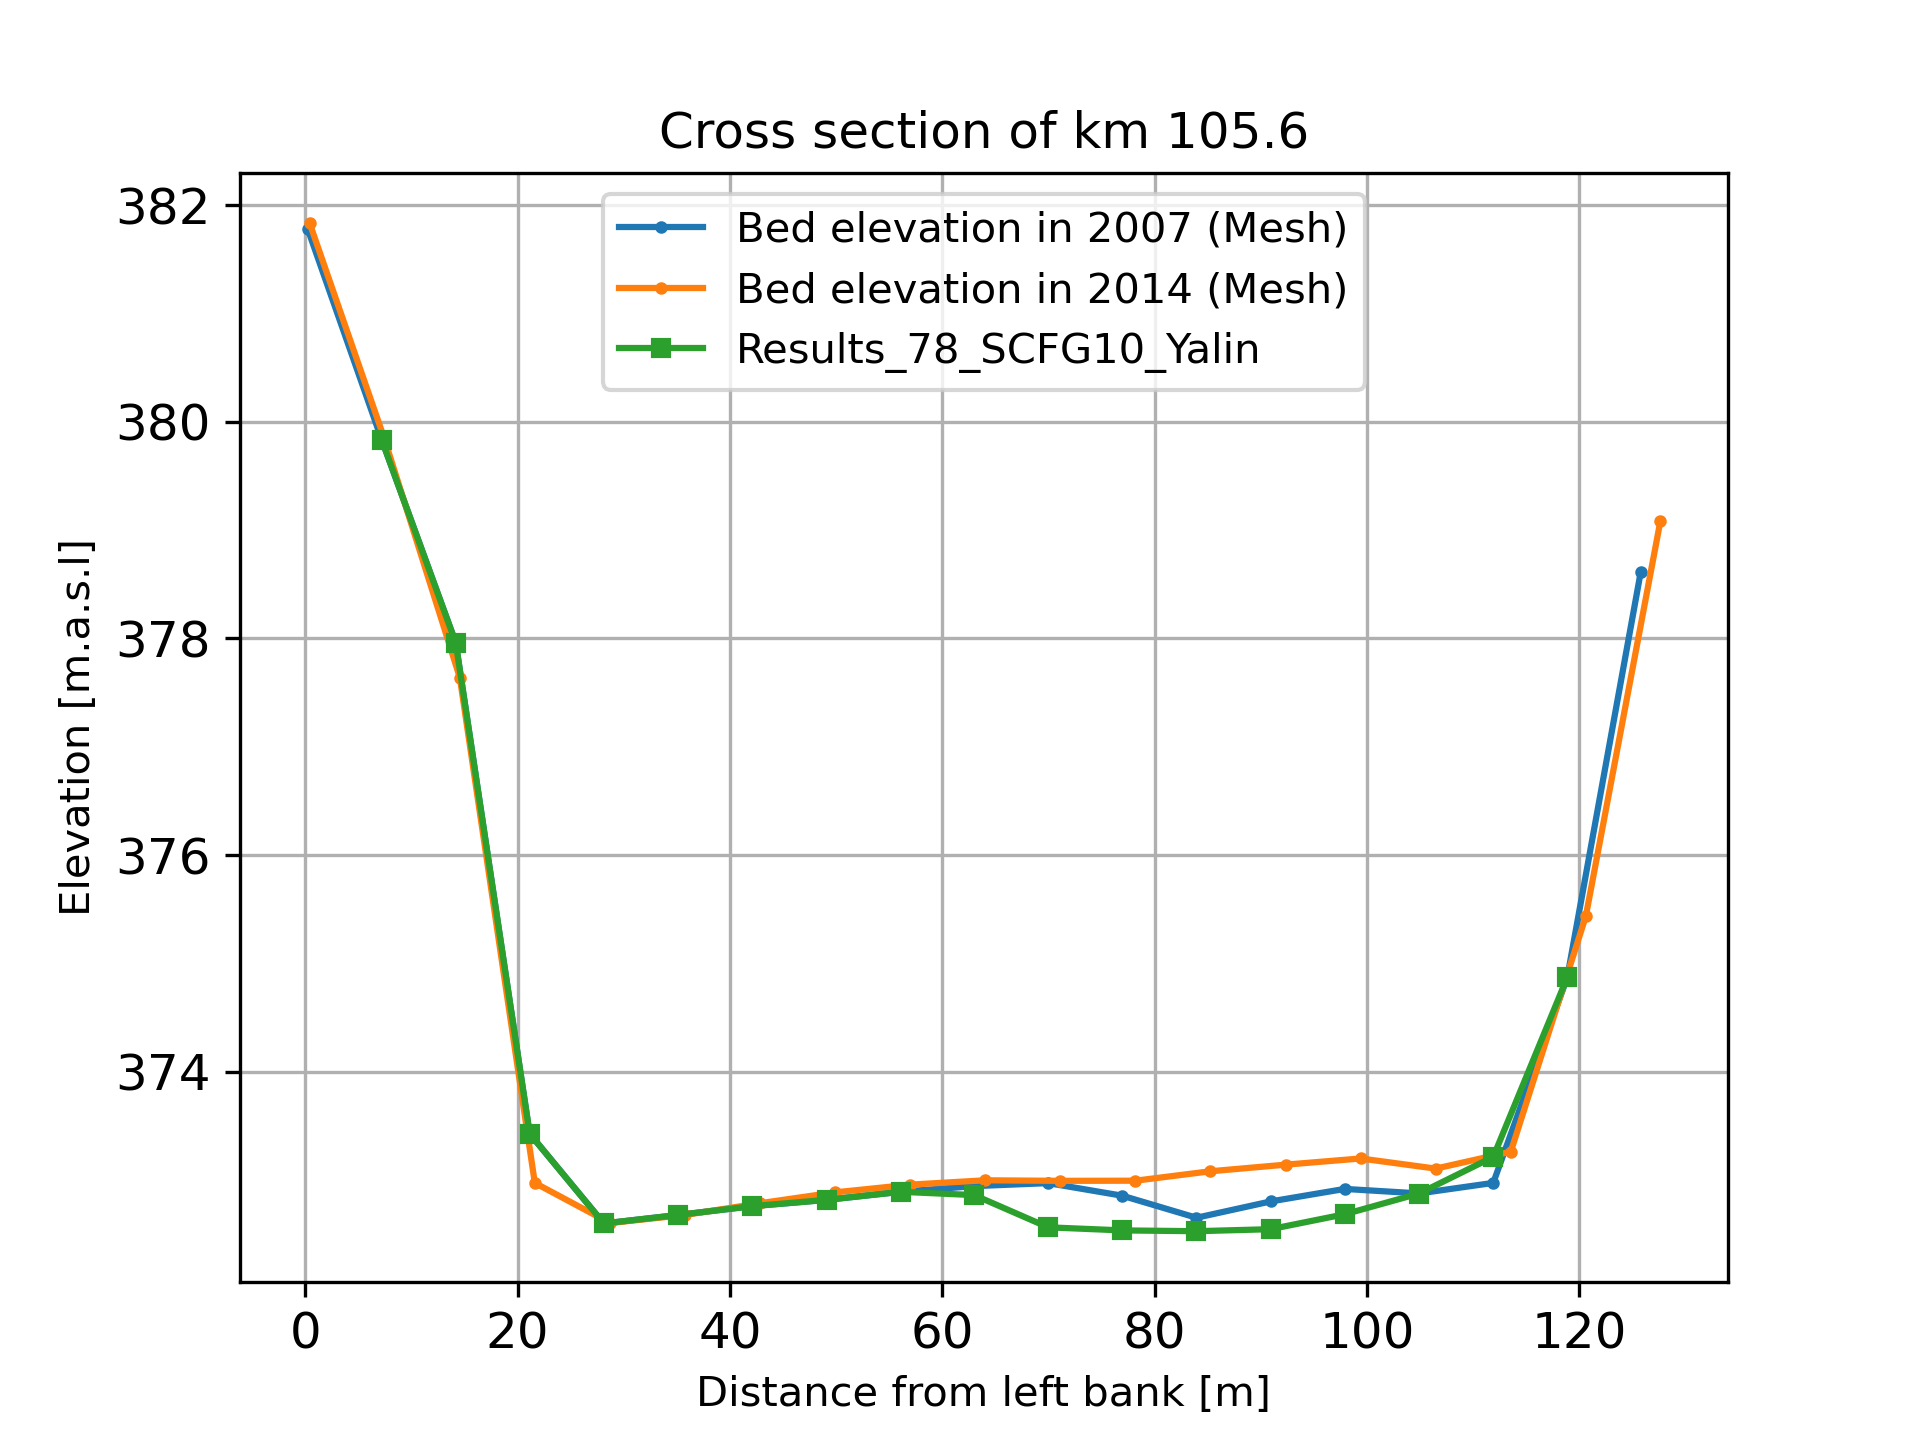 Cross section of km 105.6
Bed elevation in 2007 (Mesh)
Bed elevation in 2014 (Mesh)
Results_78_SCFG10_Yalin
Elevation [m.a.s.l]
382
380
378
376
374
0 20 40 60 80 100 120
Distance from left bank [m]